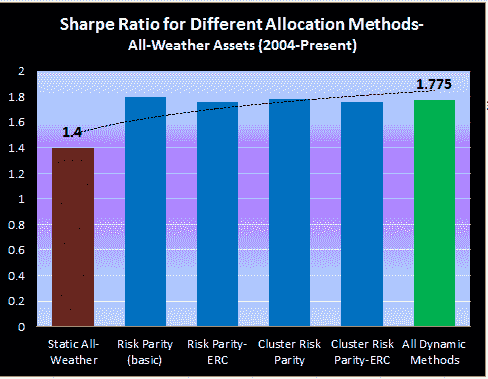 Sharpe Ratio for Different Allocation Methods-
All-Weather Assets (2004-Present)
2
1.8
1.6
1.4
1.2
1
0.8
0.6
0.4
0.2
0
1.4
1.775
Static All-
Weather
Risk Parity
(basic)
Risk Parity-
ERC
Cluster Risk
Parity
Cluster Risk
Parity-ERC
All Dynamic
Methods